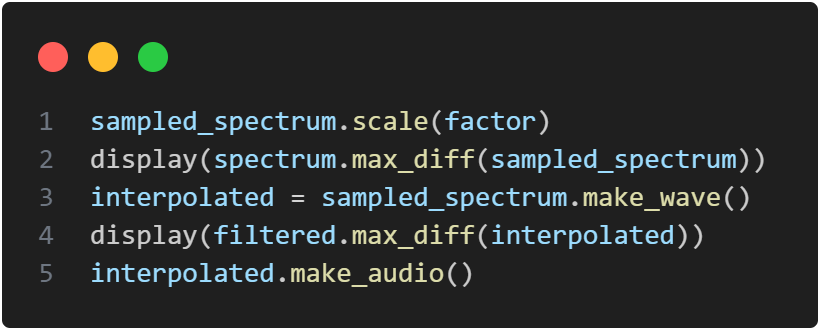 1 sampled_spectrum.scale(factor)
2 display(spectrum.max_diff(sampled_spectrum))
3 interpolated = sampled_spectrum.make_wave()
4 display(filtered.max_diff(interpolated))
5 interpolated.make_audio()